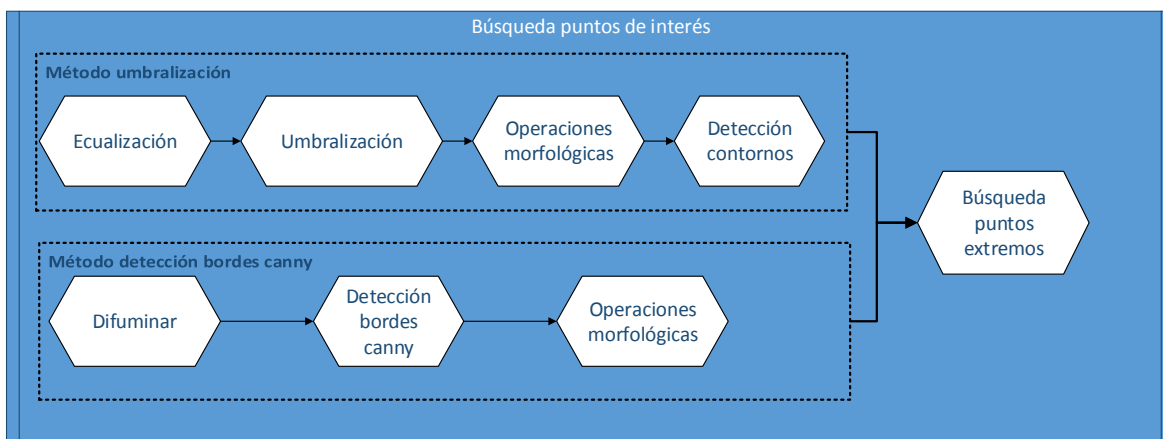 Búsqueda puntos de interés
Método umbralización
Ecualización
Umbralización
Operaciones
morfológicas
Detección
contornos
Búsqueda
puntos
extremos
Método detección bordes canny
Difuminar
Detección
bordes
canny
Operaciones
morfológicas